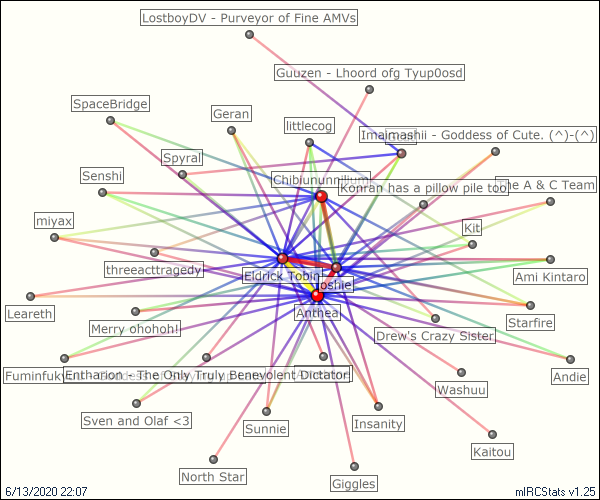 LostboyDV - Purveyor of Fine AMVs
Guuzen - Lhoord ofg Tyup0osd
SpaceBridge
Geran
littlecog
Imaimashii - Goddess of Cute. (^)-(^)
Spyral
Senshi
Chibiununnilium
Konran has a pillow pile too
The A & C Team
miyax
Kit
threeacttragedy
Eldrick Tobin
Joshie
Ami Kintaro
Leareth
Anthea
Starfire
Merry ohohoh!
Drew's Crazy Sister
Enthanon - The Only Truly Benevolent Dictator
Andie
Washuu
Sven and Olaf <3
Sunnie
Insanity
Kaitou
North Star
Giggles
6/13/2020 22:07
mIRCStats v1.25